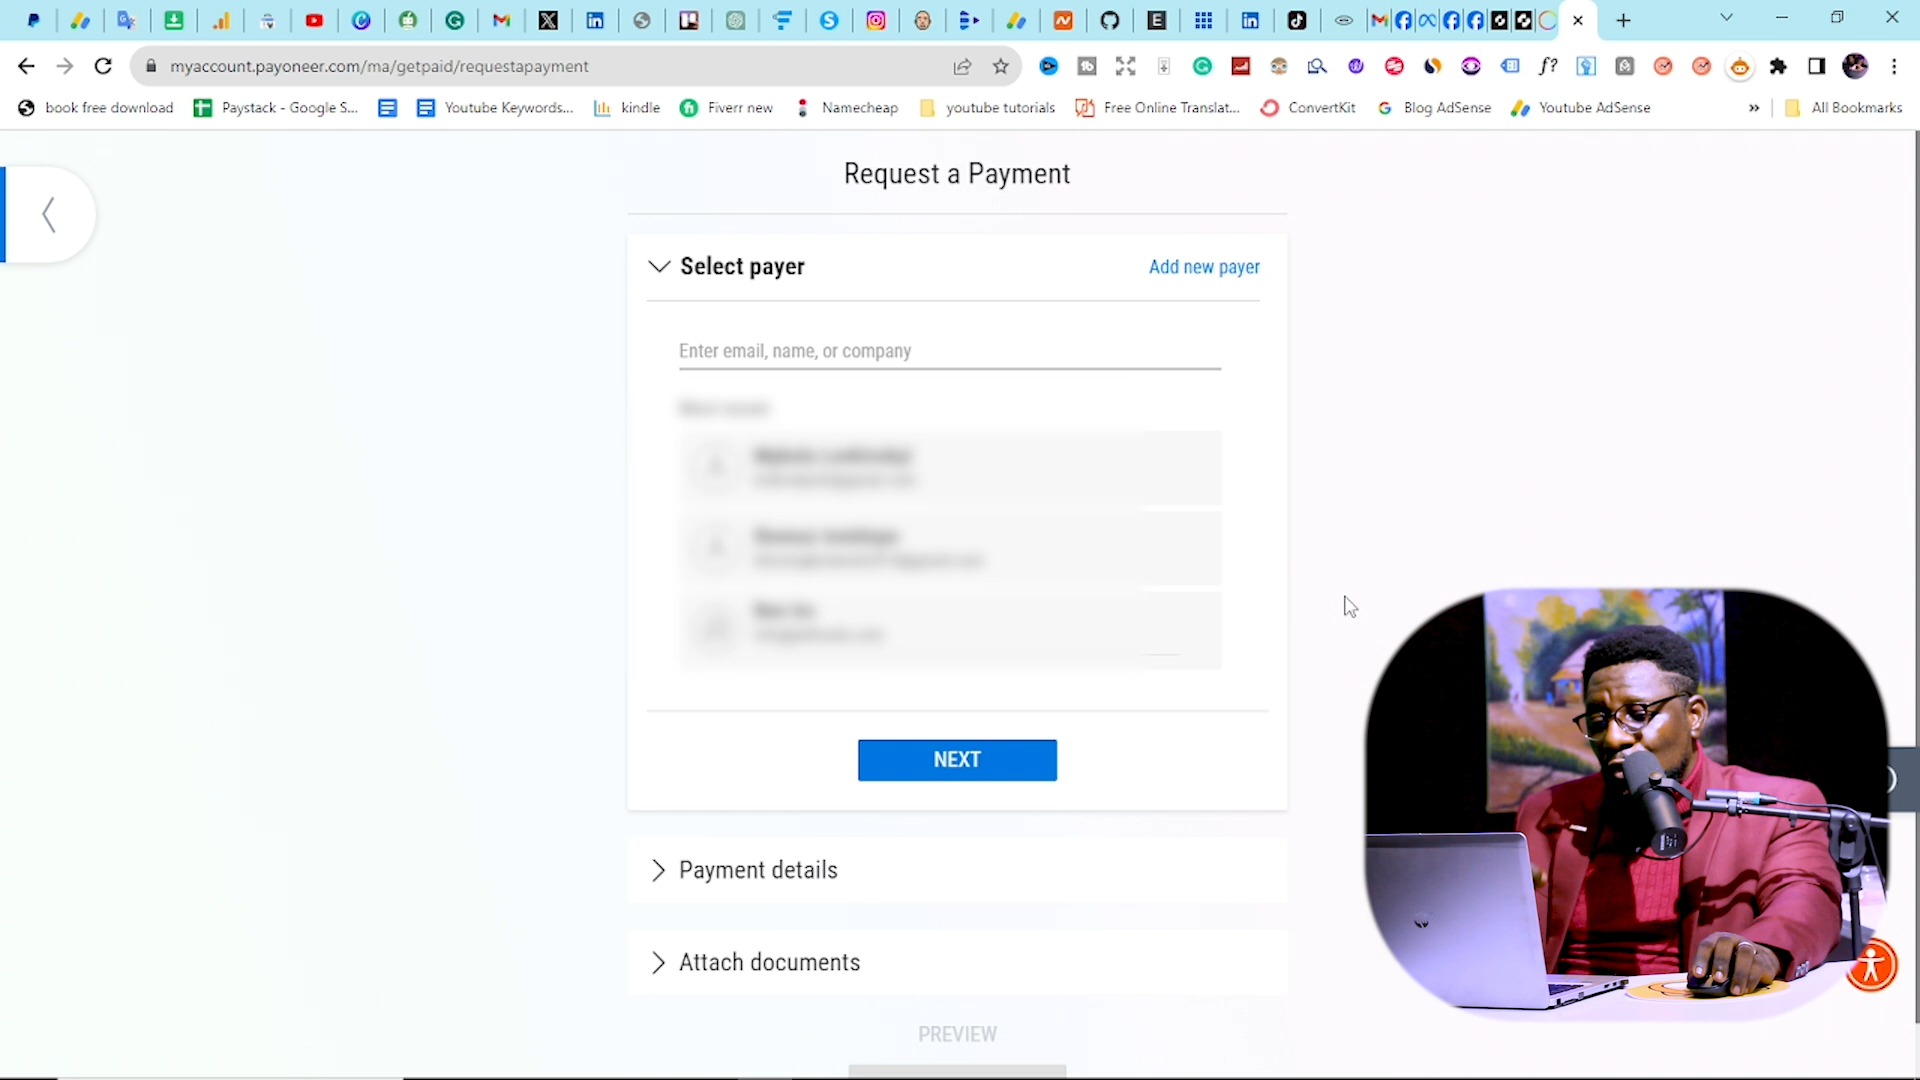 myaccount.payoneer.com/ma/getpaid/requestapayment
book free download
Paystack - Google S...
Youtube Keywords...
kindle
Fiverr new
Namecheap
youtube tutorials
Free Online Translat...
ConvertKit
Blog AdSense
Youtube AdSense
»
All Bookmarks
Request a Payment
Select payer
Add new payer
Enter email, name, or company
NEXT
Payment details
Attach documents
PREVIEW